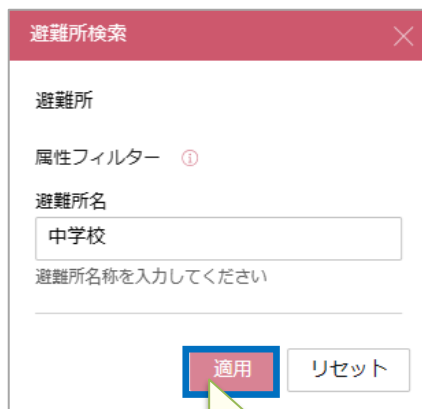 避難所検索
避難所
属性フィルター
避難所名
中学校
避難所名称を入力してください
適用
リセット